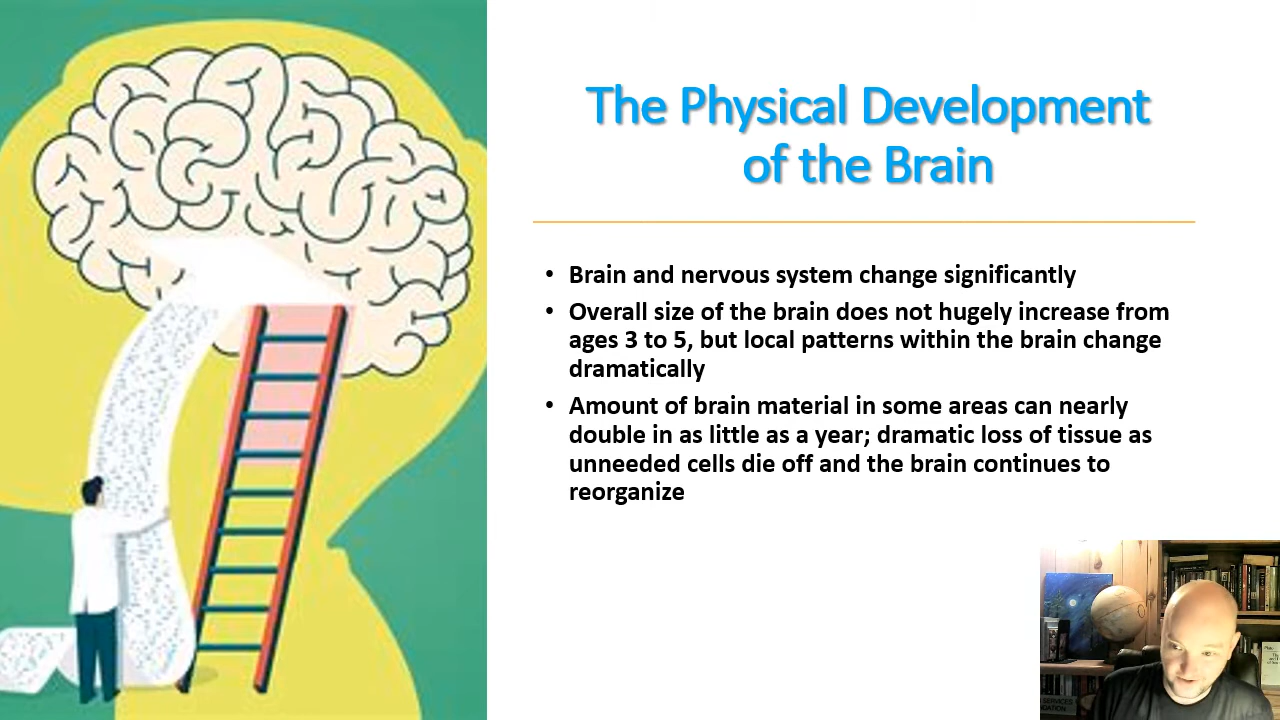 The Physical Development
of the Brain
• Brain and nervous system change significantly
• Overall size of the brain does not hugely increase from
ages 3 to 5, but local patterns within the brain change
dramatically
• Amount of brain material in some areas can nearly
double in as little as a year; dramatic loss of tissue as
unneeded cells die off and the brain continues to
reorganize